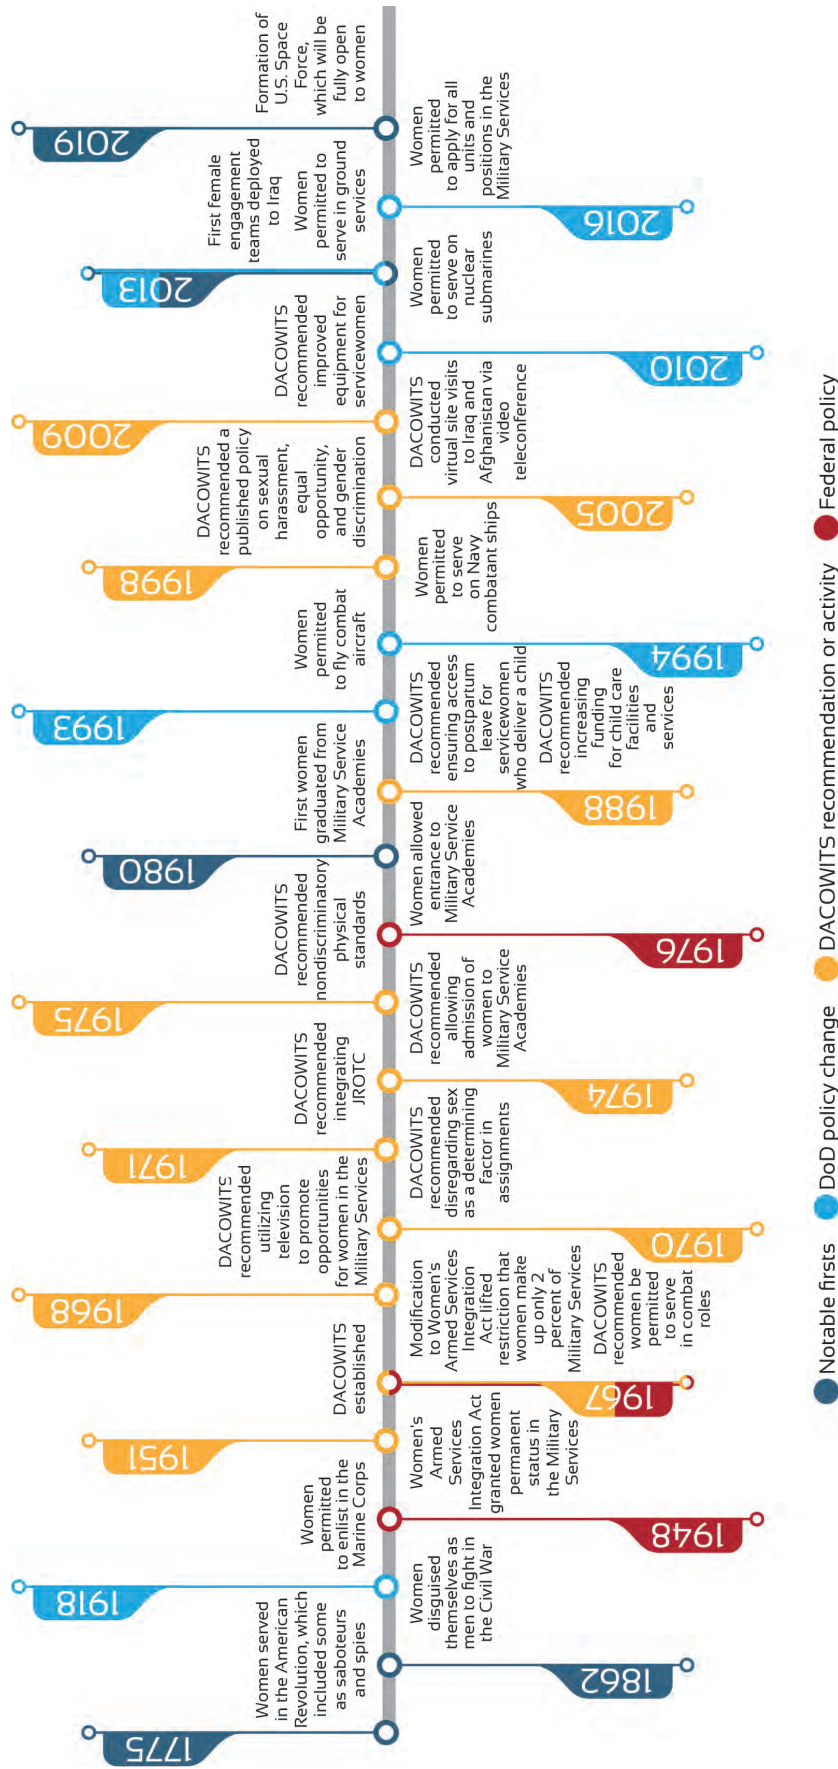 1775
Women served
in the American
Revolution, which
included some
as saboteurs
and spies
1862
Women
disguised
themselves as
men to fight in
the Civil War
1918
Women
permitted
to enlist in the
Marine Corps
1948
Women's
Armed
Services
Integration Act
granted women
permanent
status in
the Military
Services
1951
DACOWITS
established
1967
Modification
to Women's
Armed Services
Integration
Act lifted
restriction that
women make
up only 2
percent of
Military Services
DACOWITS
recommended
women be
permitted
to serve
in combat
roles
1968
DACOWITS
recommended
utilizing
television
to promote
opportunities
for women in the
Military Services
1970
DACOWITS
recommended
disregarding sex
as a determining
factor in
assignments
1971
DACOWITS
recommended
integrating
JROTC
1974
DACOWITS
recommended
allowing
admission of
women to
Military Service
Academies
1975
DACOWITS
recommended
nondiscriminatory
physical
standards
1976
Women allowed
entrance to
Military Service
Academies
1980
First women
graduated from
Military Service
Academies
1988
DACOWITS
recommended
ensuring access
to postpartum
leave for
servicewomen
who deliver a child
DACOWITS
recommended
increasing
funding
for child care
facilities
and
services
1993
Women
permitted
to fly combat
aircraft
1994
Women
permitted
to serve
on Navy
combatant ships
1998
DACOWITS
recommended a
published policy
on sexual
harassment,
equal
opportunity,
and gender
discrimination
2005
DACOWITS
conducted
virtual site visits
to Iraq and
Afghanistan via
video
teleconference
2009
DACOWITS
recommended
improved
equipment for
servicewomen
2010
Women
permitted
to serve on
nuclear
submarines
2013
First female
engagement
teams deployed
to Iraq
Women
permitted to
serve in ground
services
2016
Women
permitted
to apply for all
units and
positions in the
Military Services
2019
Formation of
U.S. Space
Force,
which will be
fully open
to women
Notable firsts
DoD policy change
DACOWITS recommendation or activity
Federal policy